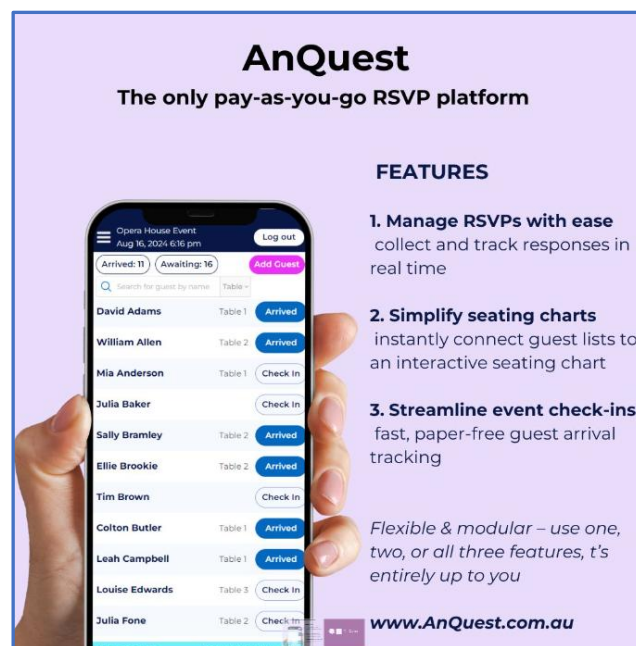 AnQuest
The only pay-as-you-go RSVP platform
FEATURES
1. Manage RSVPs with ease
collect and track responses in
real time
2. Simplify seating charts
instantly connect guest lists to
an interactive seating chart
3. Streamline event check-ins
fast, paper-free guest arrival
tracking
Flexible & modular – use one,
two, or all three features, t's
entirely up to you
www.AnQuest.com.au
Opera House Event
Aug 16, 2024 6:16 pm
Log out
Arrived: 11 Awaiting: 16 Add Guest
Search for guest by name Table
David Adams Table 1 Arrived
William Allen Table 2 Arrived
Mia Anderson Table 1 Check In
Julia Baker Check In
Sally Bramley Table 2 Arrived
Ellie Brookie Table 2 Arrived
Tim Brown Check In
Colton Butler Table 1 Arrived
Leah Campbell Table 1 Arrived
Louise Edwards Table 3 Check In
Julia Fone Table 2 Check In